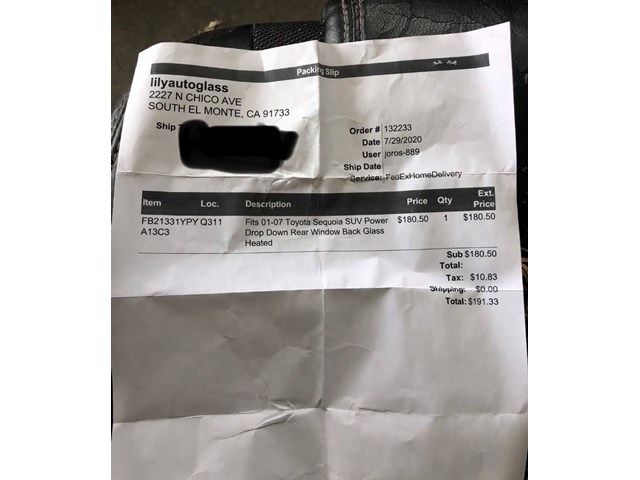 Packing Slip
lilyautoglass
2227 N CHICO AVE
SOUTH EL MONTE, CA 91733
Ship
Order # 132233
Date 7/29/2020
User joros-889
Ship Date
Service: FedExHomeDelivery
Item Loc. Description Price Qty Ext. Price
FB21331YPY Q311 Fits 01-07 Toyota Sequoia SUV Power $180.50 1 $180.50
A13C3 Drop Down Rear Window Back Glass
Heated
Sub $180.50
Total:
Tax: $10.83
Shipping: $0.00
Total: $191.33